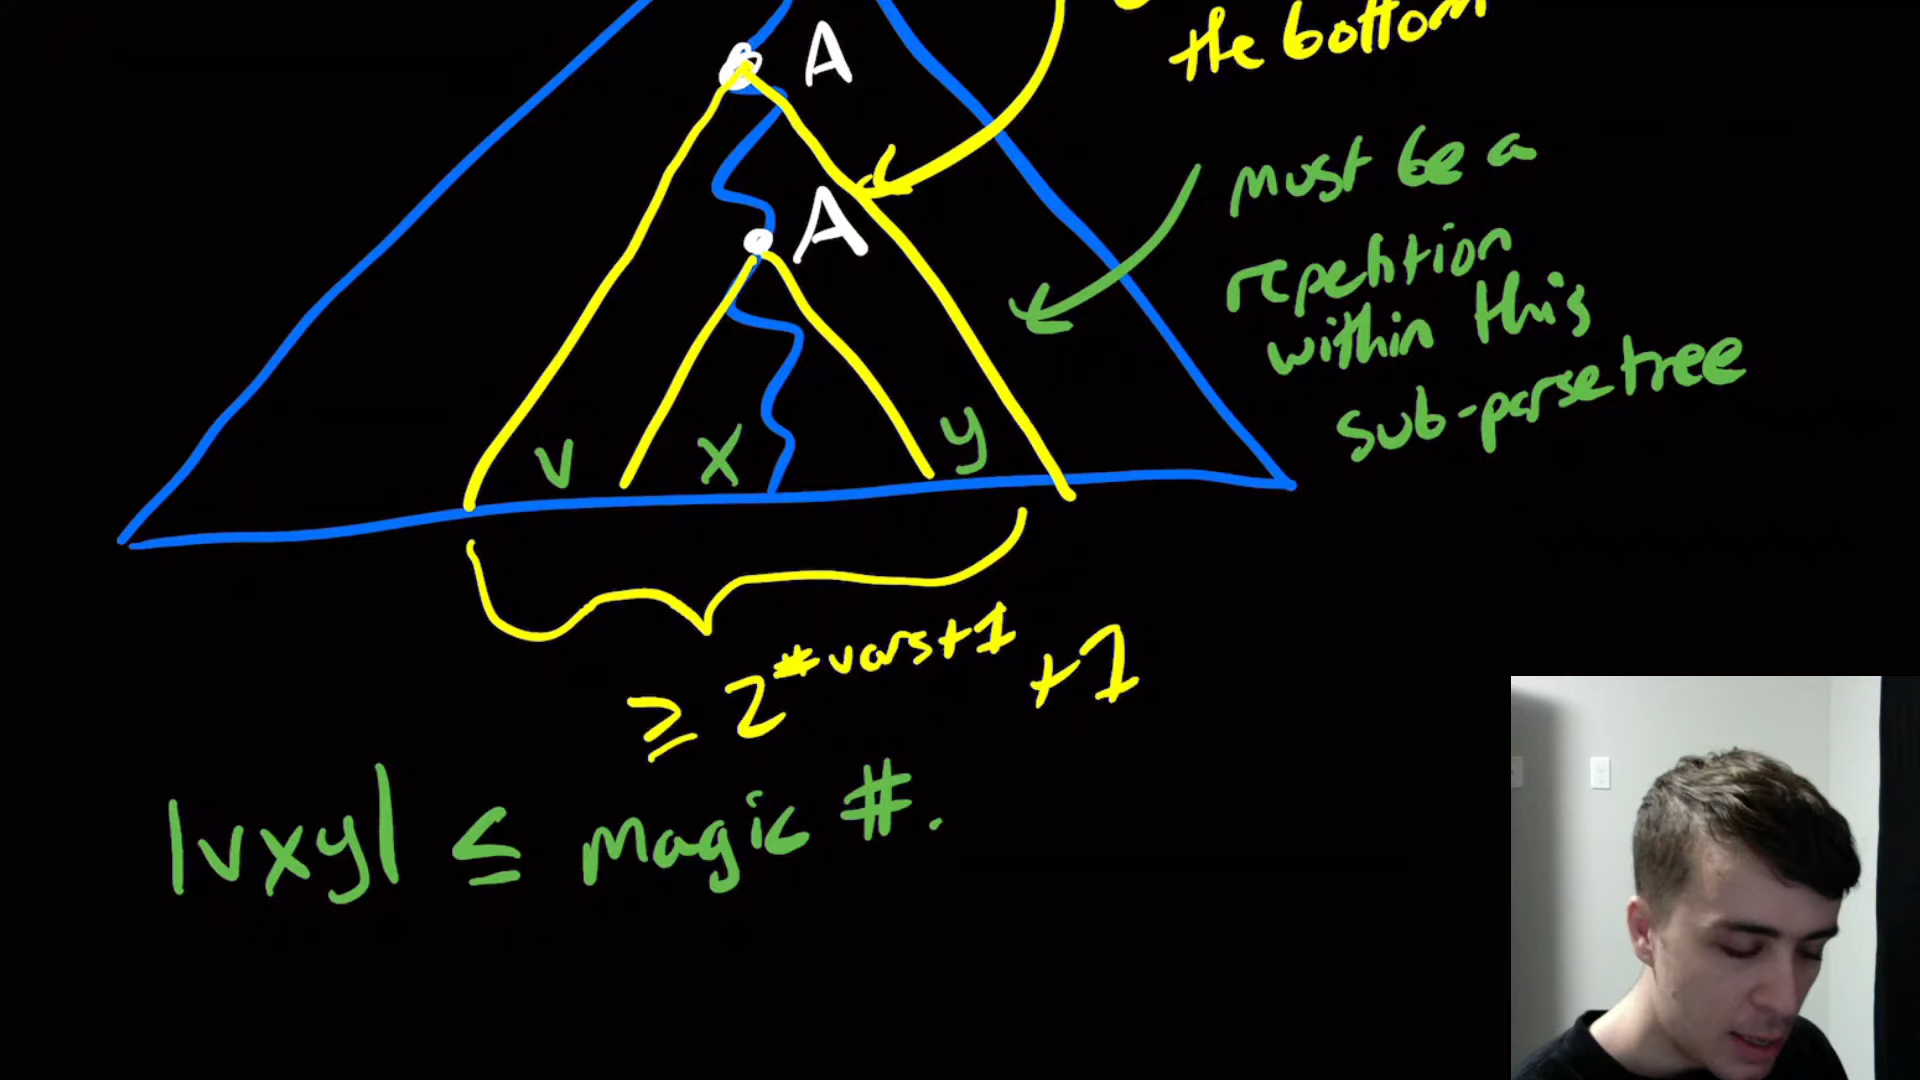 the bottom
A
must be a
A
repetition
within this
sub-parse tree
v x y
≥ 2^#vars+1 +1
|vxy| ≤ magic #.